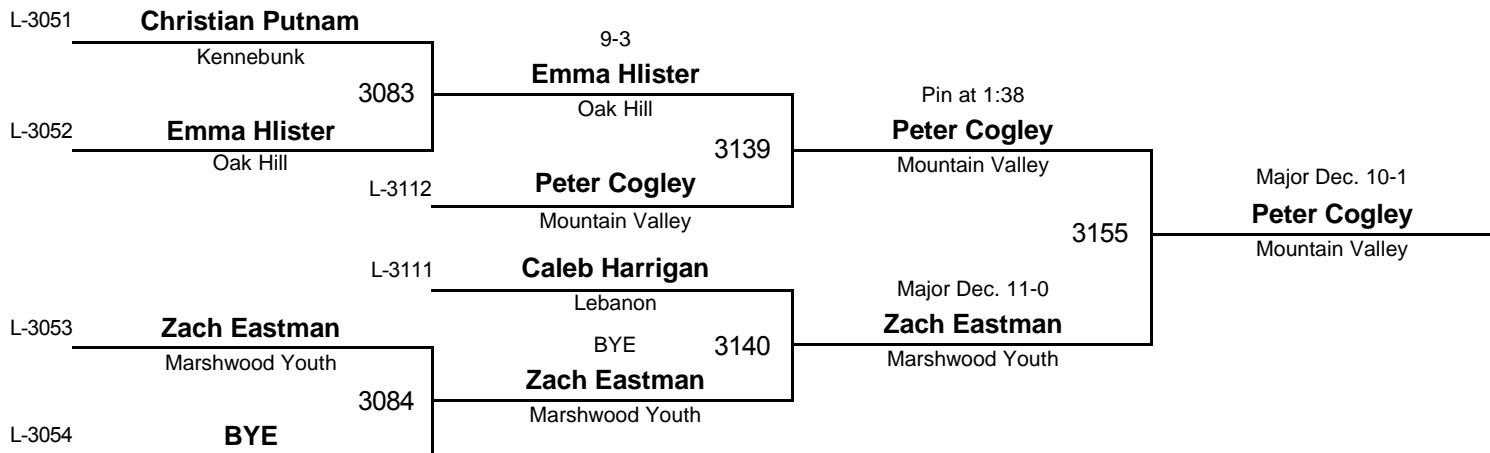 L-3051
Christian Putnam
Kennebunk
3083
L-3052
Emma Hlister
Oak Hill
9-3
Emma Hlister
Oak Hill
3139
L-3112
Peter Cogley
Mountain Valley
Pin at 1:38
Peter Cogley
Mountain Valley
3155
Major Dec. 10-1
Peter Cogley
Mountain Valley
L-3111
Caleb Harrigan
Lebanon
3140
Major Dec. 11-0
Zach Eastman
Marshwood Youth
L-3053
Zach Eastman
Marshwood Youth
3084
BYE
Zach Eastman
Marshwood Youth
L-3054
BYE